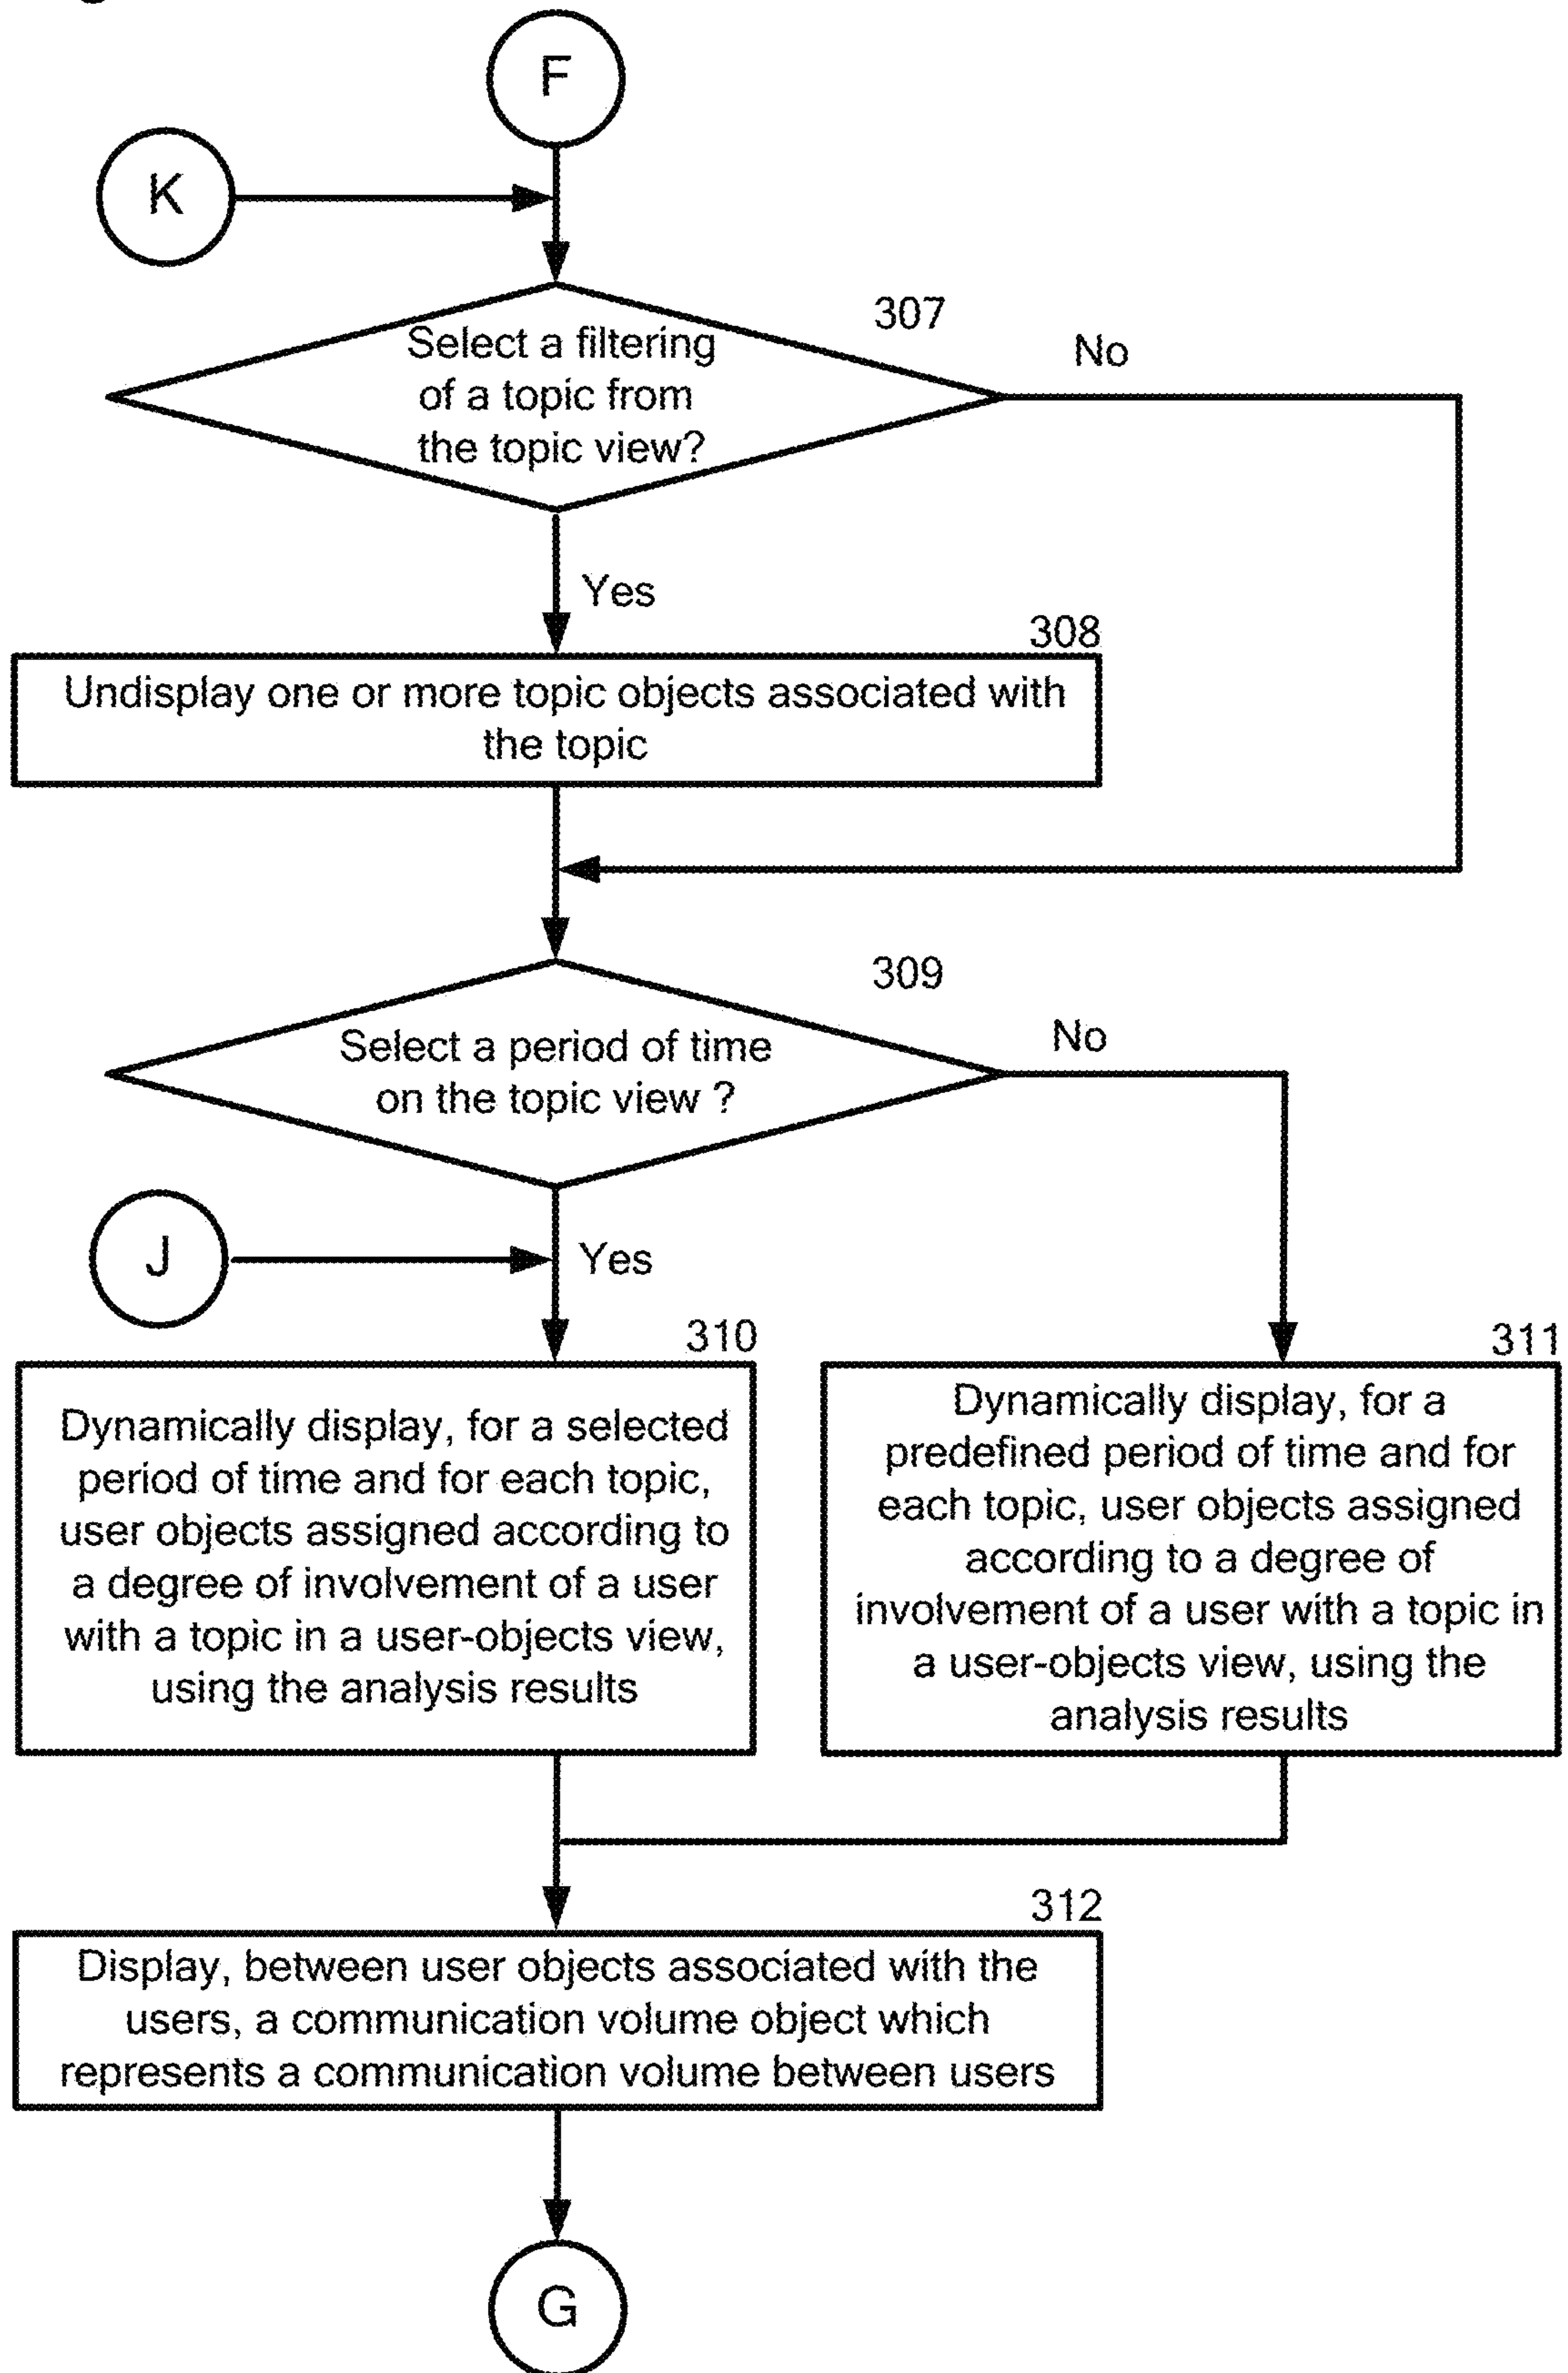 F
K
307
Select a filtering
of a topic from
the topic view?
No
Yes
308
Undisplay one or more topic objects associated with
the topic
309
Select a period of time
on the topic view ?
No
J
Yes
310
Dynamically display, for a selected
period of time and for each topic,
user objects assigned according to
a degree of involvement of a user
with a topic in a user-objects view,
using the analysis results
311
Dynamically display, for a
predefined period of time and for
each topic, user objects assigned
according to a degree of
involvement of a user with a topic in
a user-objects view, using the
analysis results
312
Display, between user objects associated with the
users, a communication volume object which
represents a communication volume between users
G